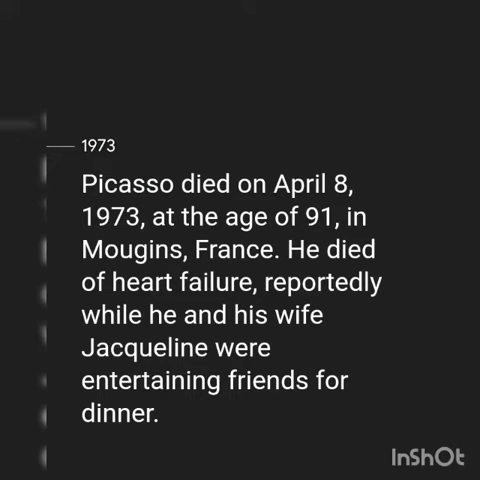 1973
Picasso died on April 8,
1973, at the age of 91, in
Mougins, France. He died
of heart failure, reportedly
while he and his wife
Jacqueline were
entertaining friends for
dinner.
InShOt